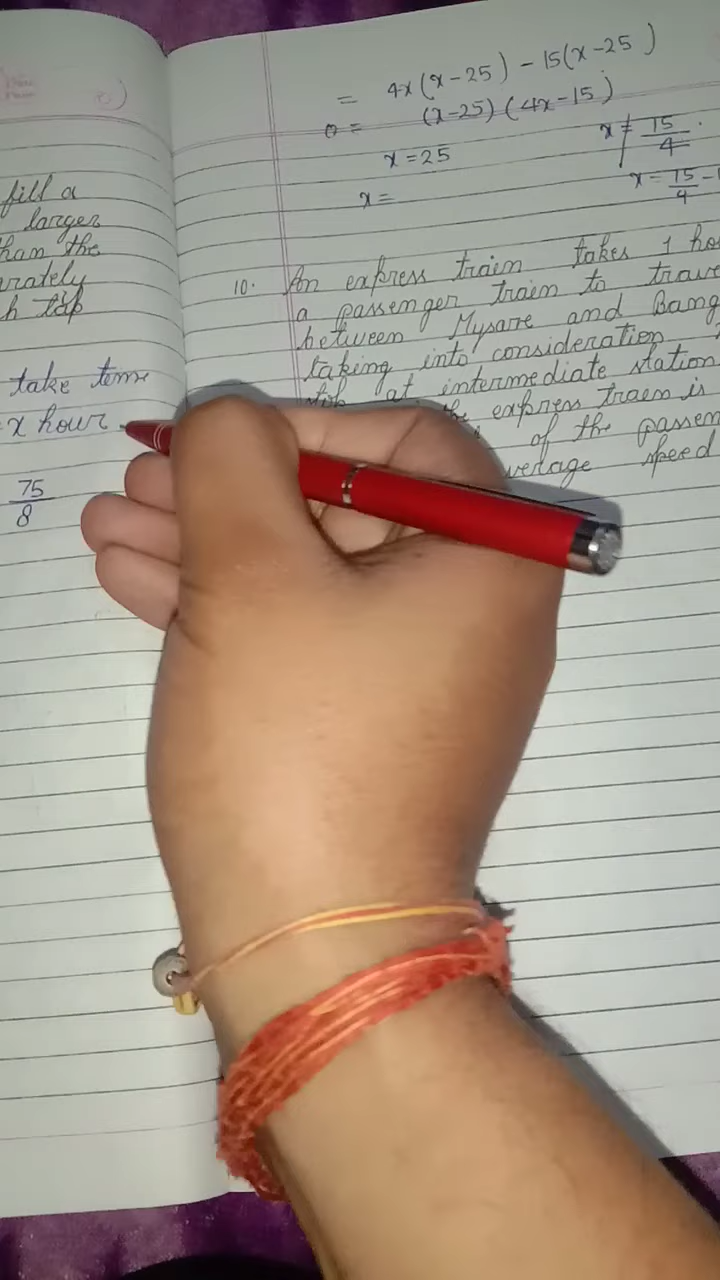 fill a
larger
than the
rately
h tap
take time
x hour
75
8
= 4x(x-25) - 15(x-25)
0 = (x-25)(4x-15)
x = 25 x ≠ 15/4
x = x = 15/4 -
10. An express train takes 1 ho
a passenger train to trave
between Mysore and Bang
taking into consideration
stop at intermediate station
the express train is
of the passen
verage speed